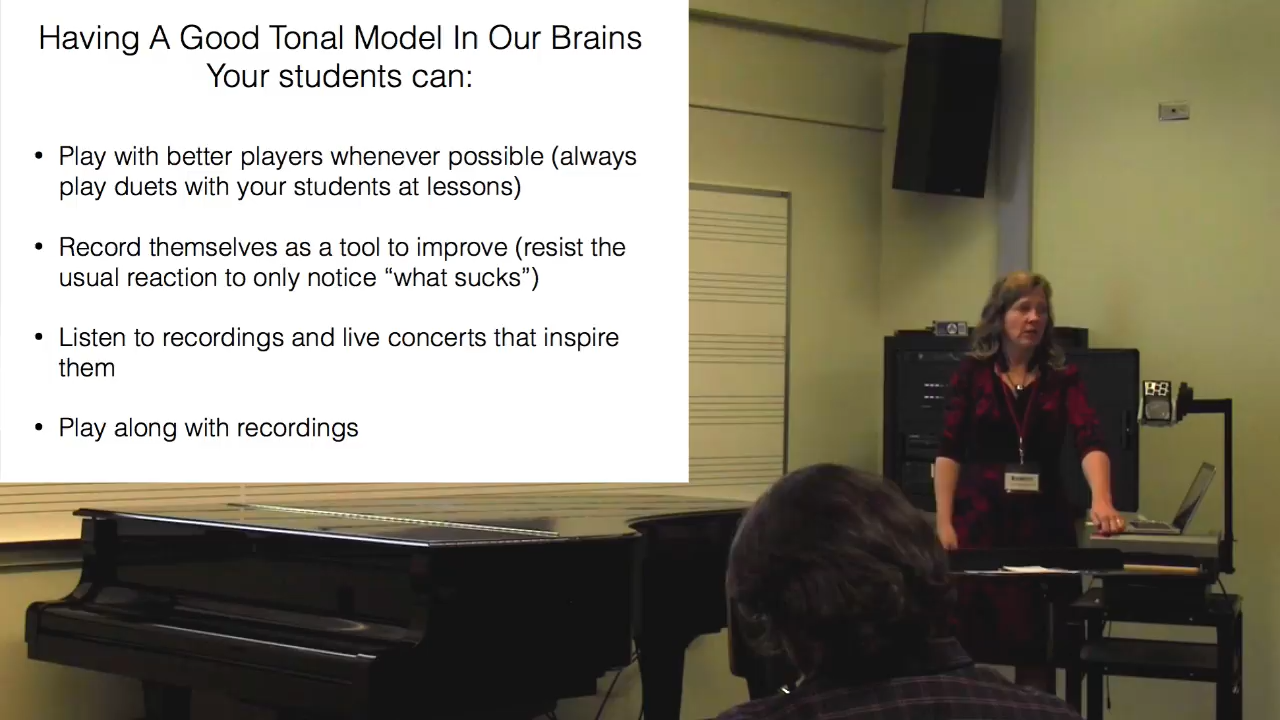 Having A Good Tonal Model In Our Brains
Your students can:
• Play with better players whenever possible (always
play duets with your students at lessons)
• Record themselves as a tool to improve (resist the
usual reaction to only notice “what sucks”)
• Listen to recordings and live concerts that inspire
them
• Play along with recordings